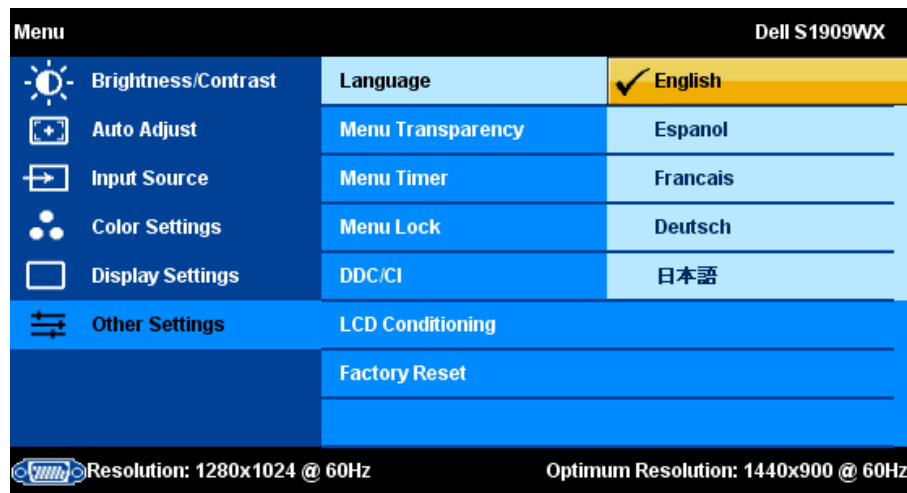 Menu Dell S1909WX
Brightness/Contrast Language English
Auto Adjust Menu Transparency Espanol
Input Source Menu Timer Francais
Color Settings Menu Lock Deutsch
Display Settings DDC/CI 日本語
Other Settings LCD Conditioning
Factory Reset
Resolution: 1280x1024 @ 60Hz Optimum Resolution: 1440x900 @ 60Hz